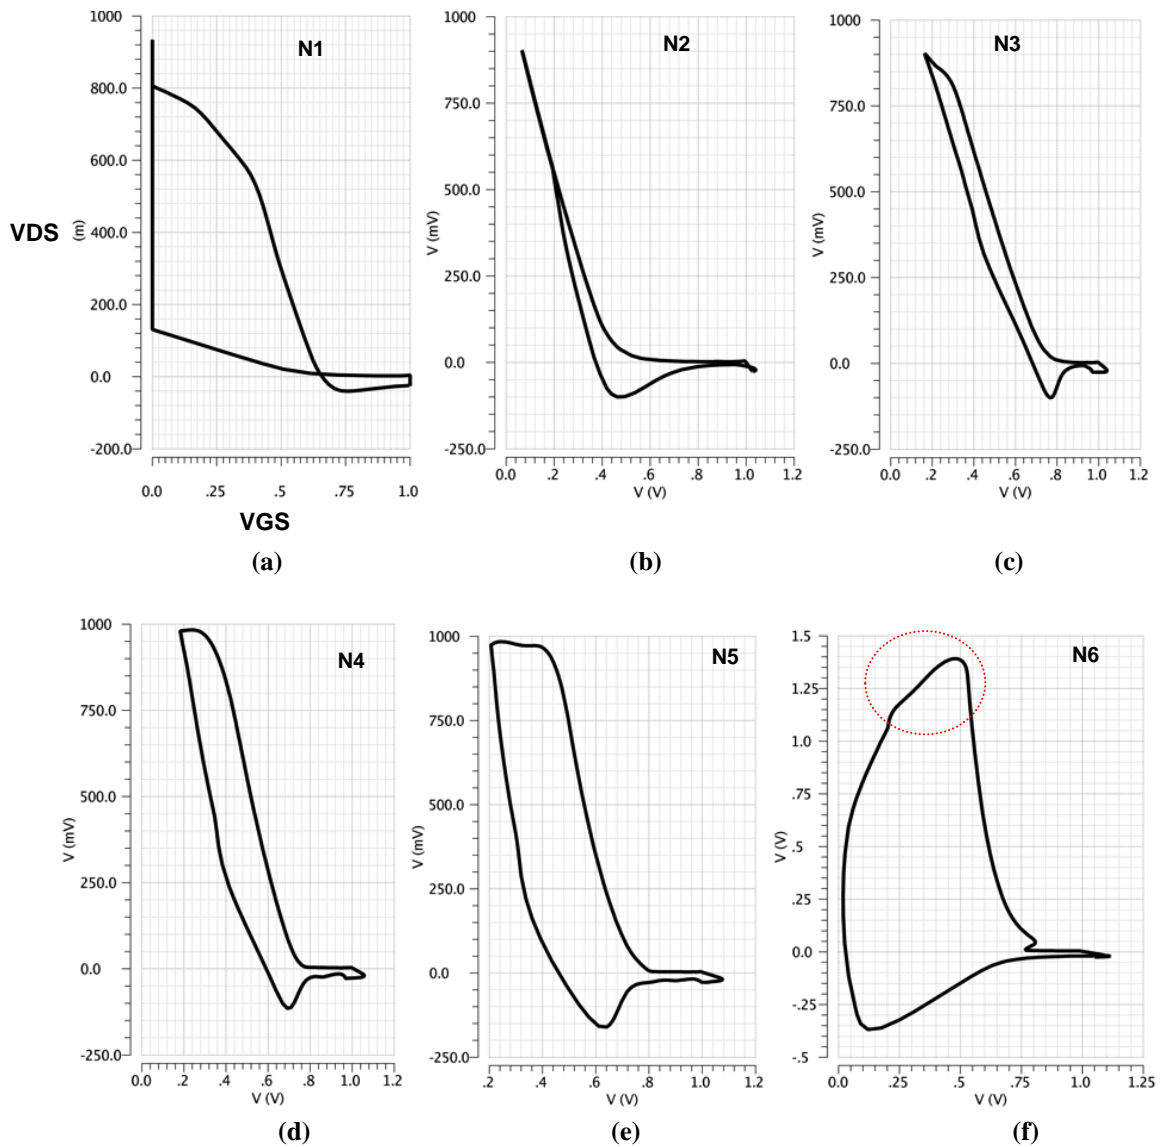 1000
N1
800.0
600.0
VDS
(m)
400.0
200.0
0.0
-200.0
0.0 .25 .5 .75 1.0
VGS
(a)
1000
N2
750.0
500.0
V (mV)
250.0
0.0
-250.0
0.0 .2 .4 .6 .8 1.0 1.2
V (V)
(b)
1000
N3
750.0
500.0
V (mV)
250.0
0.0
-250.0
0.0 .2 .4 .6 .8 1.0 1.2
V (V)
(c)
1000
N4
750.0
500.0
V (mV)
250.0
0.0
-250.0
0.0 .2 .4 .6 .8 1.0 1.2
V (V)
(d)
1000
N5
750.0
500.0
V (mV)
250.0
0.0
-250.0
.2 .4 .6 .8 1.0 1.2
V (V)
(e)
1.5
N6
1.25
1.0
.75
V (V)
.5
.25
0.0
-0.25
-.5
0.0 .25 .5 .75 1.0 1.25
V (V)
(f)